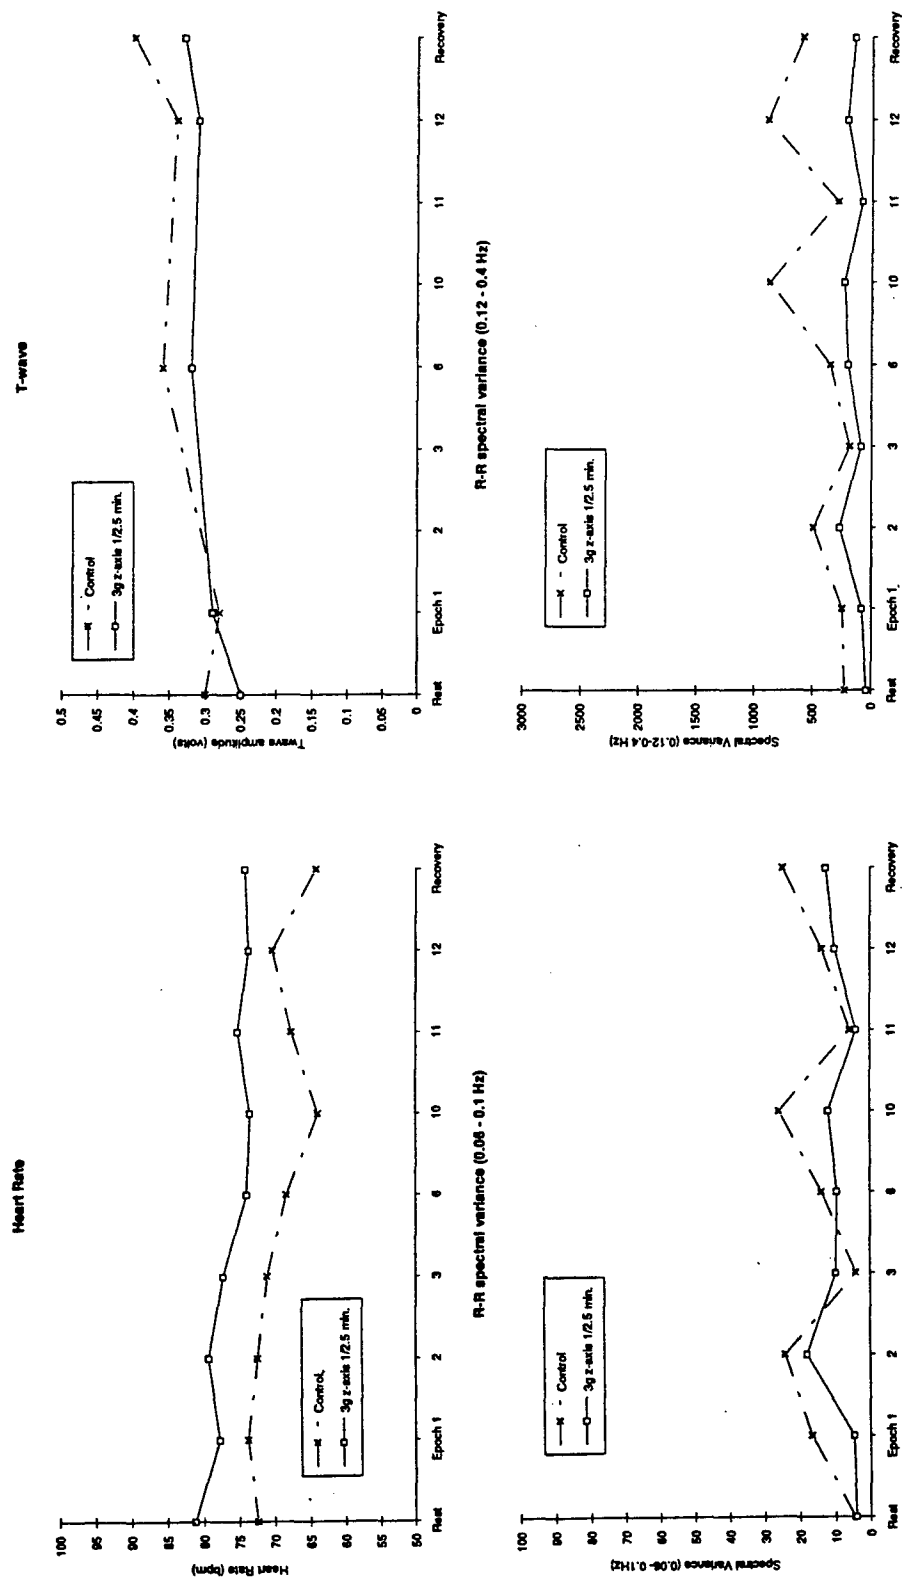 Heart Rate
Heart Rate (bpm)
100
95
90
85
80
75
70
65
60
55
50
Control,
3g z-axis 1/2.5 min.
Rest
Epoch 1
2
3
6
10
11
12
Recovery
T-wave
Twave amplitude (volts)
0.5
0.45
0.4
0.35
0.3
0.25
0.2
0.15
0.1
0.05
0
Control
3g z-axis 1/2.5 min.
Rest
Epoch 1
2
3
6
10
11
12
Recovery
R-R spectral variance (0.06 - 0.1 Hz)
Spectral Variance (0.06-0.1Hz)
100
90
80
70
60
50
40
30
20
10
0
Control
3g z-axis 1/2.5 min.
Rest
Epoch 1
2
3
6
10
11
12
Recovery
R-R spectral variance (0.12 - 0.4 Hz)
Spectral Variance (0.12-0.4 Hz)
3000
2500
2000
1500
1000
500
0
Control
3g z-axis 1/2.5 min.
Rest
Epoch 1
2
3
6
10
11
12
Recovery